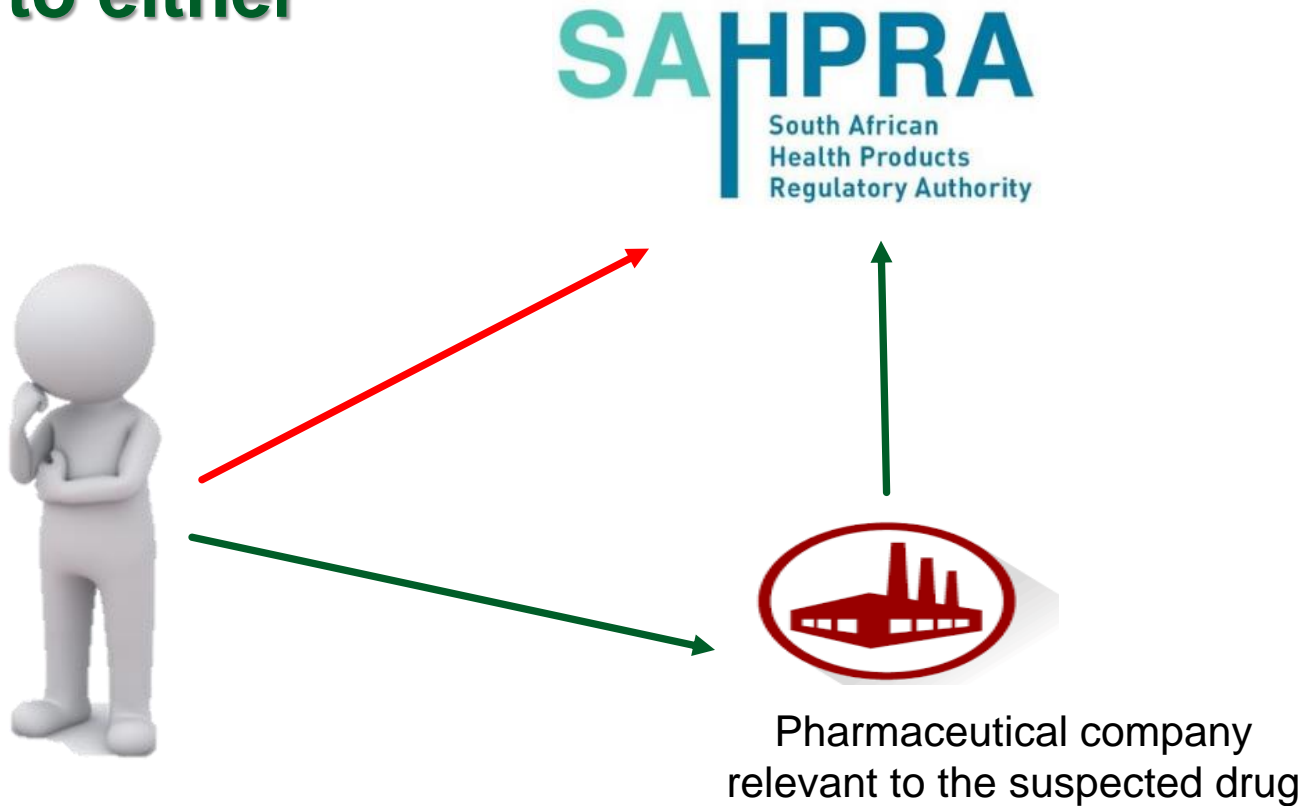 to either
SAHPRA
South African
Health Products
Regulatory Authority
Pharmaceutical company
relevant to the suspected drug